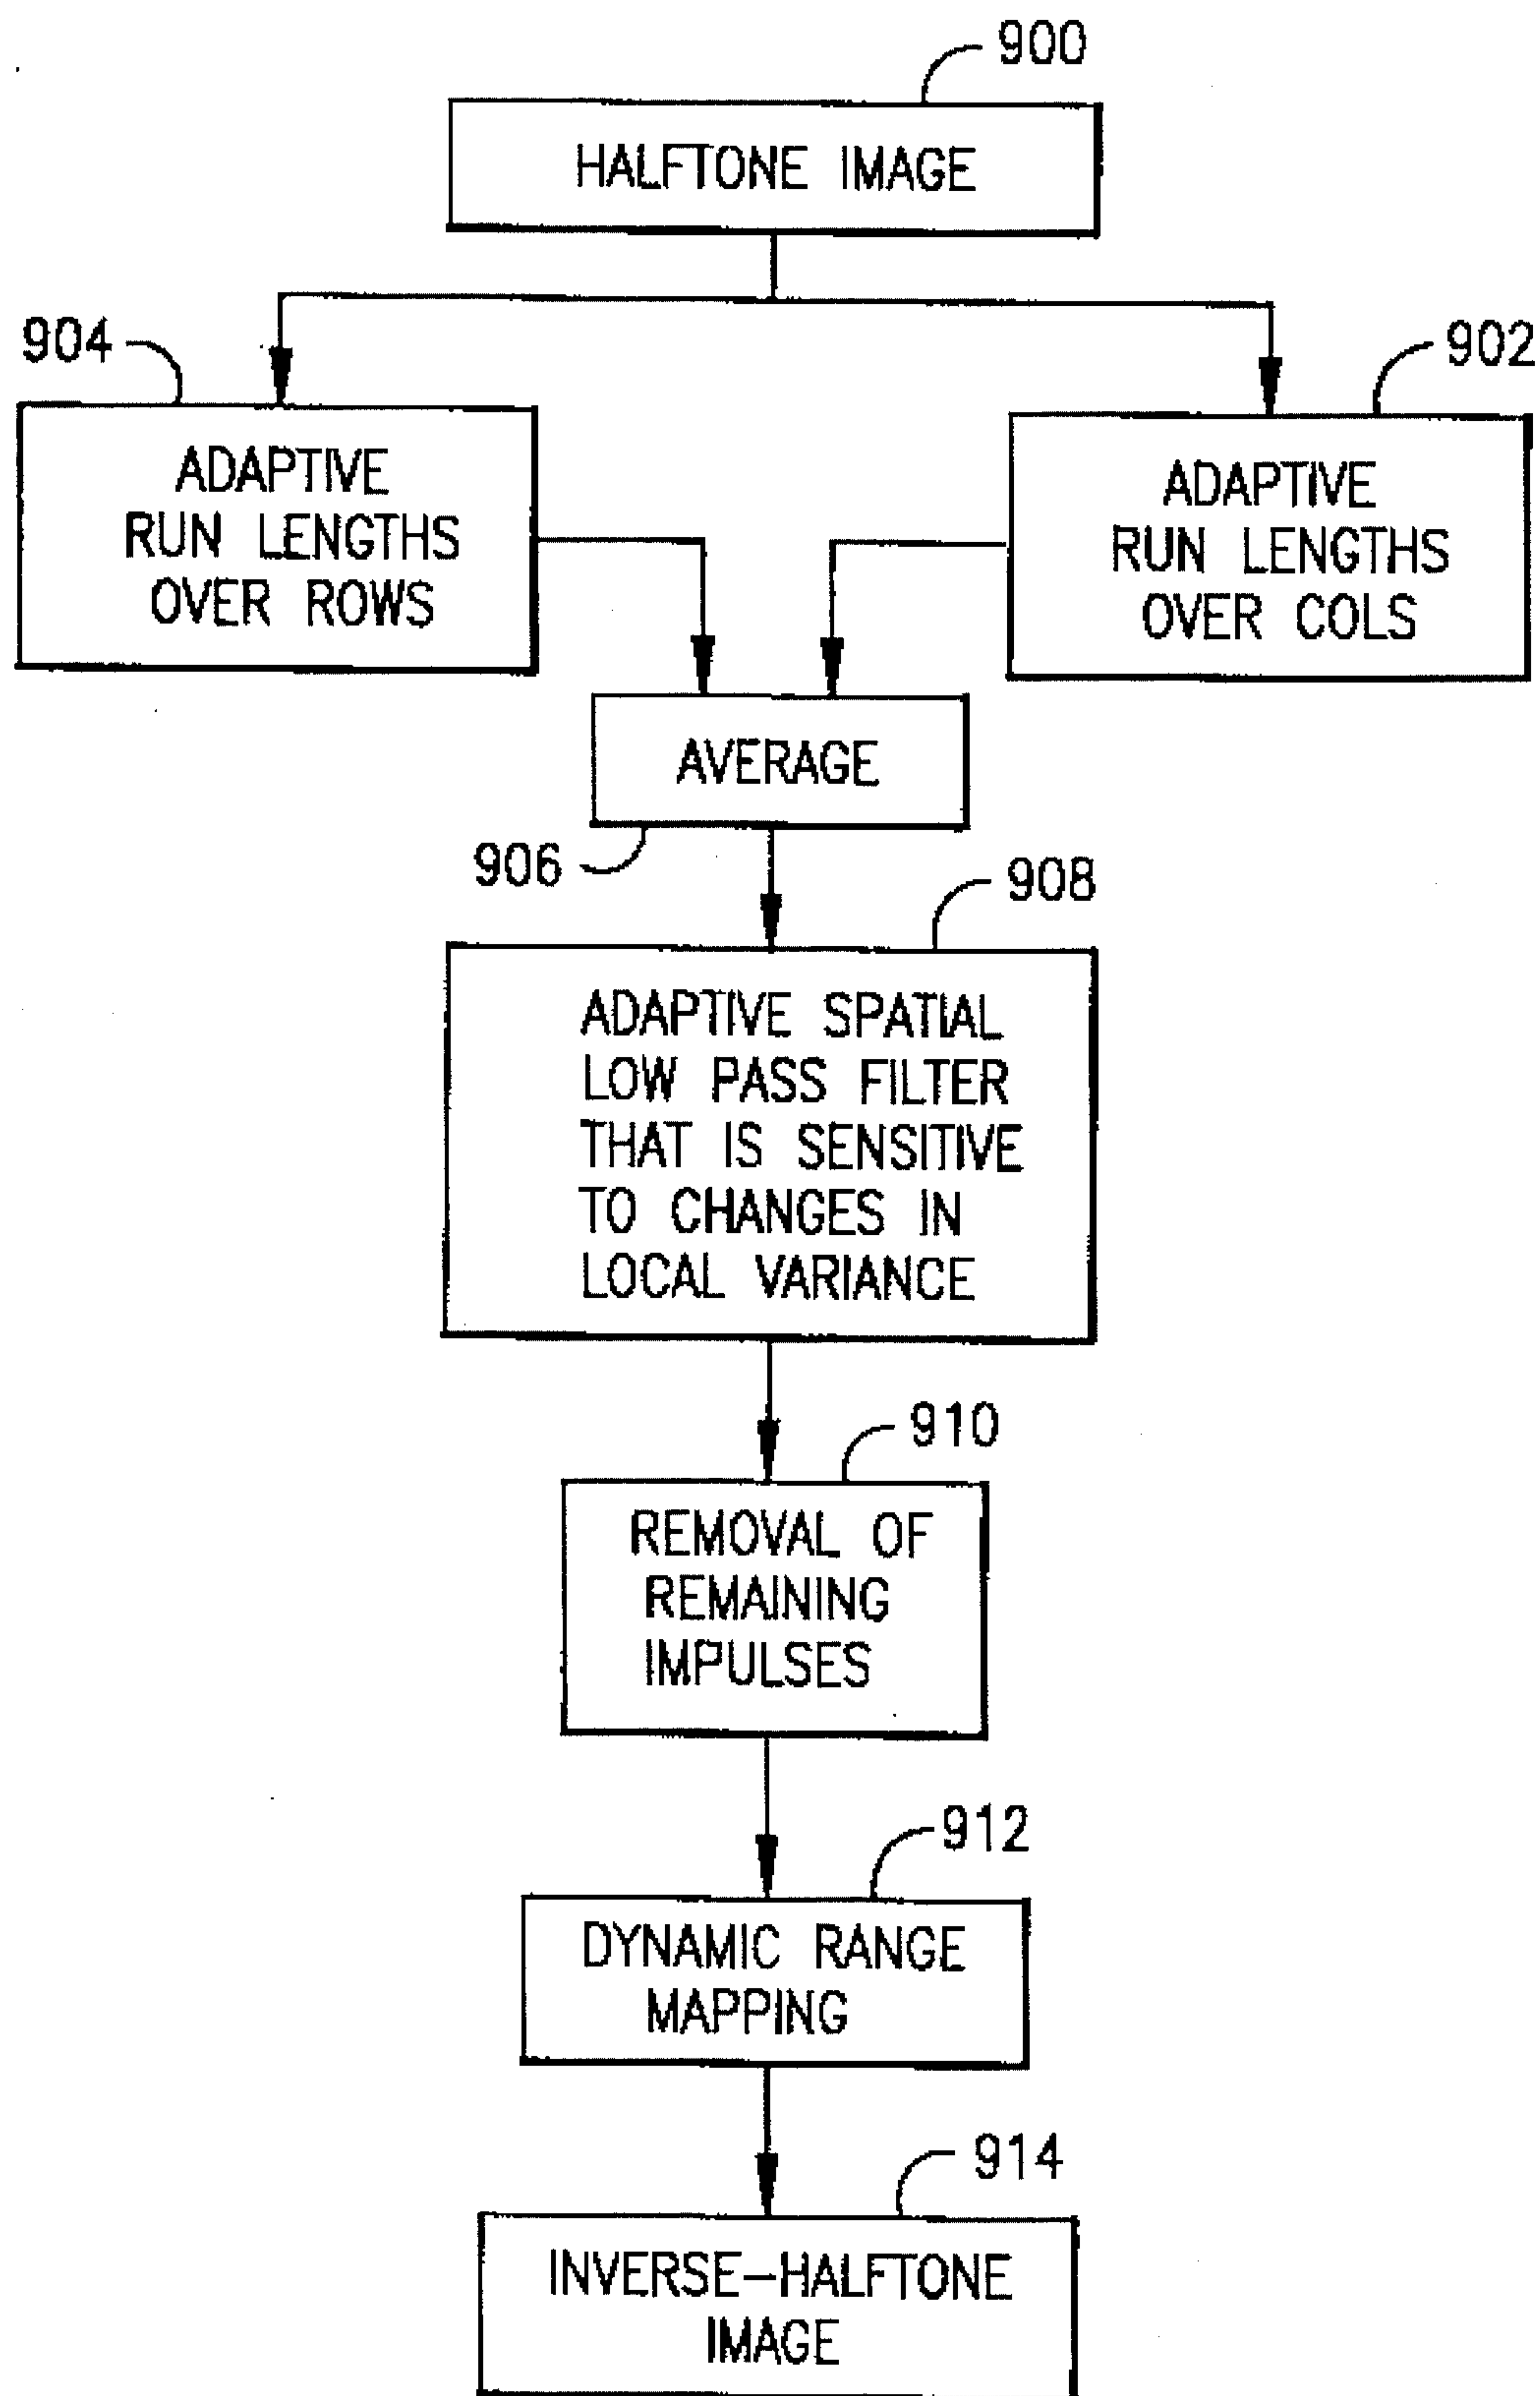 900
HALFTONE IMAGE
904
902
ADAPTIVE
RUN LENGTHS
OVER ROWS
ADAPTIVE
RUN LENGTHS
OVER COLS
AVERAGE
906
908
ADAPTIVE SPATIAL
LOW PASS FILTER
THAT IS SENSITIVE
TO CHANGES IN
LOCAL VARIANCE
910
REMOVAL OF
REMAINING
IMPULSES
912
DYNAMIC RANGE
MAPPING
914
INVERSE-HALFTONE
IMAGE